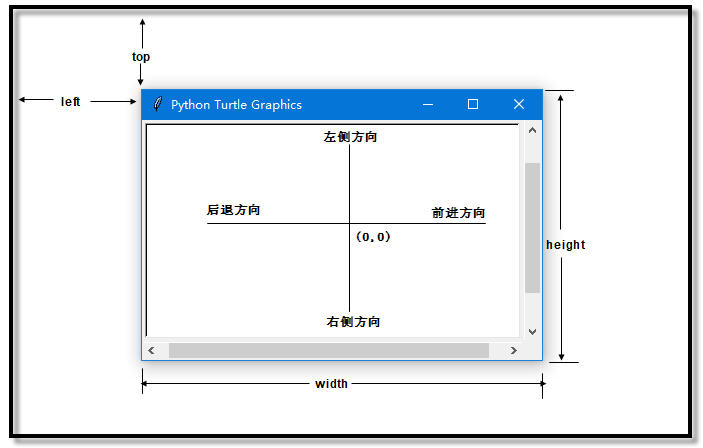 top
left
Python Turtle Graphics
左侧方向
后退方向
前进方向
(0,0)
height
右侧方向
width